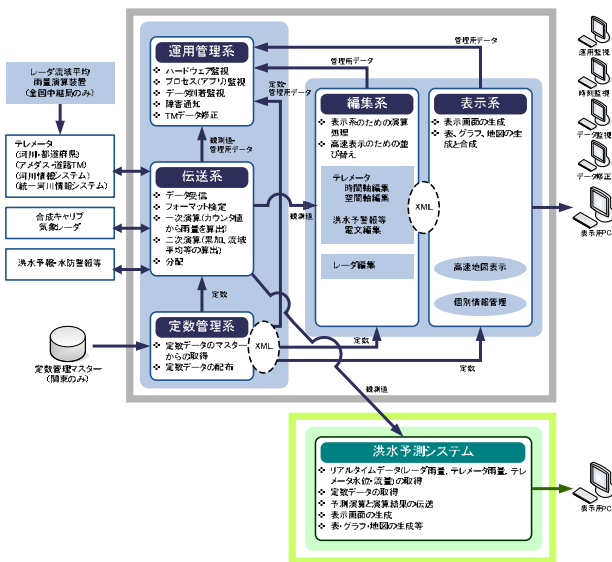 レーダ流域平均
雨量演算装置
(全国中継局のみ)
テレメータ
(河川・都道府県)
(アメダス・道路TM)
(河川情報システム)
(統一河川情報システム)
合成キャリブ
気象レーダ
洪水予報・水防警報等
定数管理マスター
(関東のみ)
運用管理系
❖ ハードウェア監視
❖ プロセス(アプリ)監視
❖ データ到着監視
❖ 障害通知
❖ TMデータ修正
観測値・
管理用データ
伝送系
❖ データ受信
❖ フォーマット検定
❖ 一次演算(カウンタ値
から雨量を算出)
❖ 二次演算(累加、流域
平均等の算出)
❖ 分配
定数
定数管理系
❖ 定数データのマスター
からの取得
❖ 定数データの配布
XML
定数・
管理用データ
管理用データ
管理用データ
観測値
編集系
❖ 表示系のための演算
処理
❖ 高速表示のための並
び替え
テレメータ
時間軸編集
空間軸編集
洪水予警報等
電文編集
レーダ編集
XML
表示系
❖ 表示画面の生成
❖ 表、グラフ、地図の生
成と合成
高速地図表示
個別情報管理
定数
定数
観測値
運用監視
時刻監視
データ監視
データ修正
表示用PC
洪水予測システム
❖ リアルタイムデータ(レーダ雨量、テレメータ雨量、テレ
メータ水位・流量)の取得
❖ 定数データの取得
❖ 予測演算と演算結果の伝送
❖ 表示画面の生成
❖ 表・グラフ・地図の生成等
表示用PC